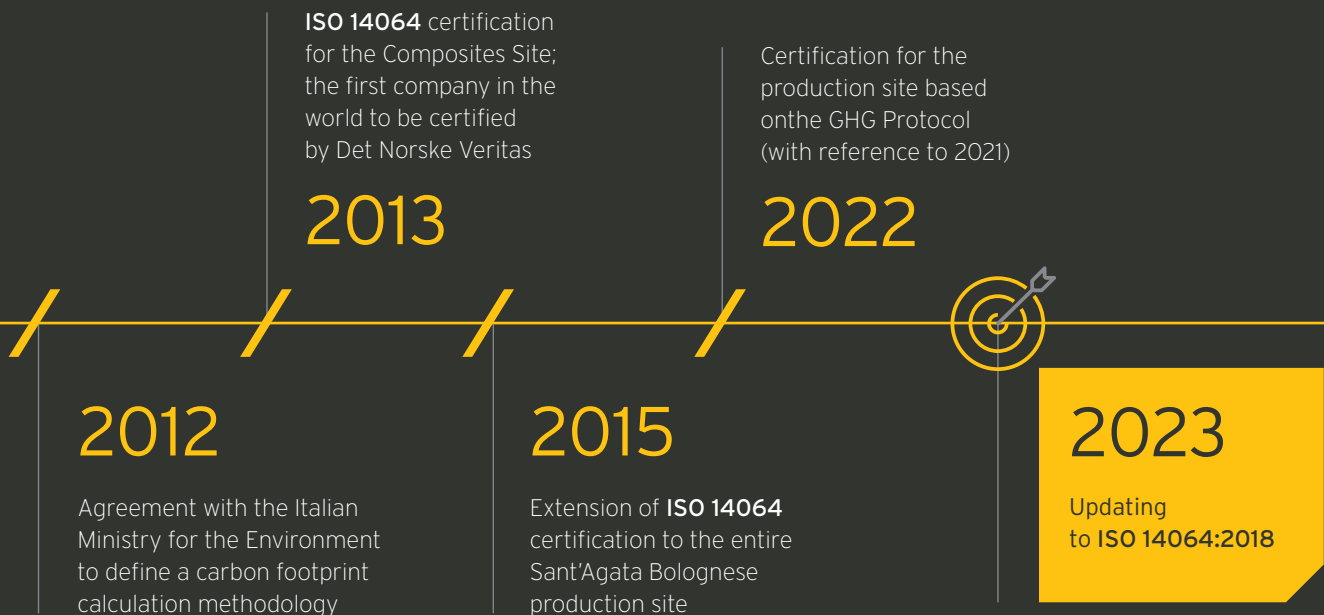 ISO 14064 certification
for the Composites Site;
the first company in the
world to be certified
by Det Norske Veritas
2013
Certification for the
production site based
onthe GHG Protocol
(with reference to 2021)
2022
2012
Agreement with the Italian
Ministry for the Environment
to define a carbon footprint
calculation methodology
2015
Extension of ISO 14064
certification to the entire
Sant'Agata Bolognese
production site
2023
Updating
to ISO 14064:2018